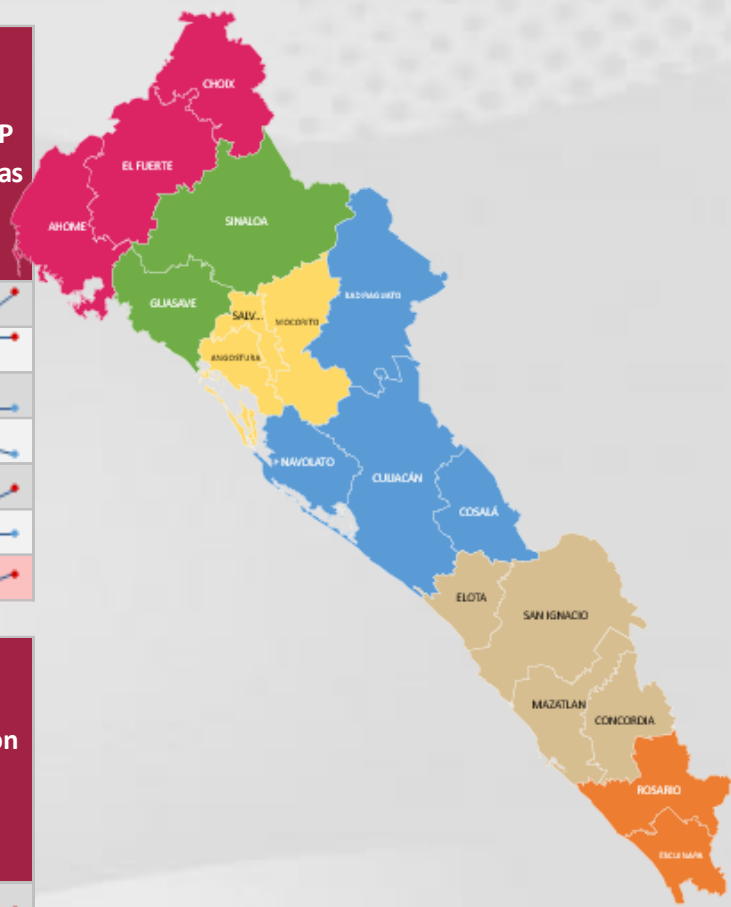 P
as
on
CHOIX
EL FUERTE
AHOME
SINALOA
GUASAVE
SALV...
MOCORITO
BADIRAGUATO
ANGOSTURA
NAVOLATO
CULIACÁN
COSALÁ
ELOTA
SAN IGNACIO
MAZATLAN
CONCORDIA
ROSARIO
ESCUINAPA